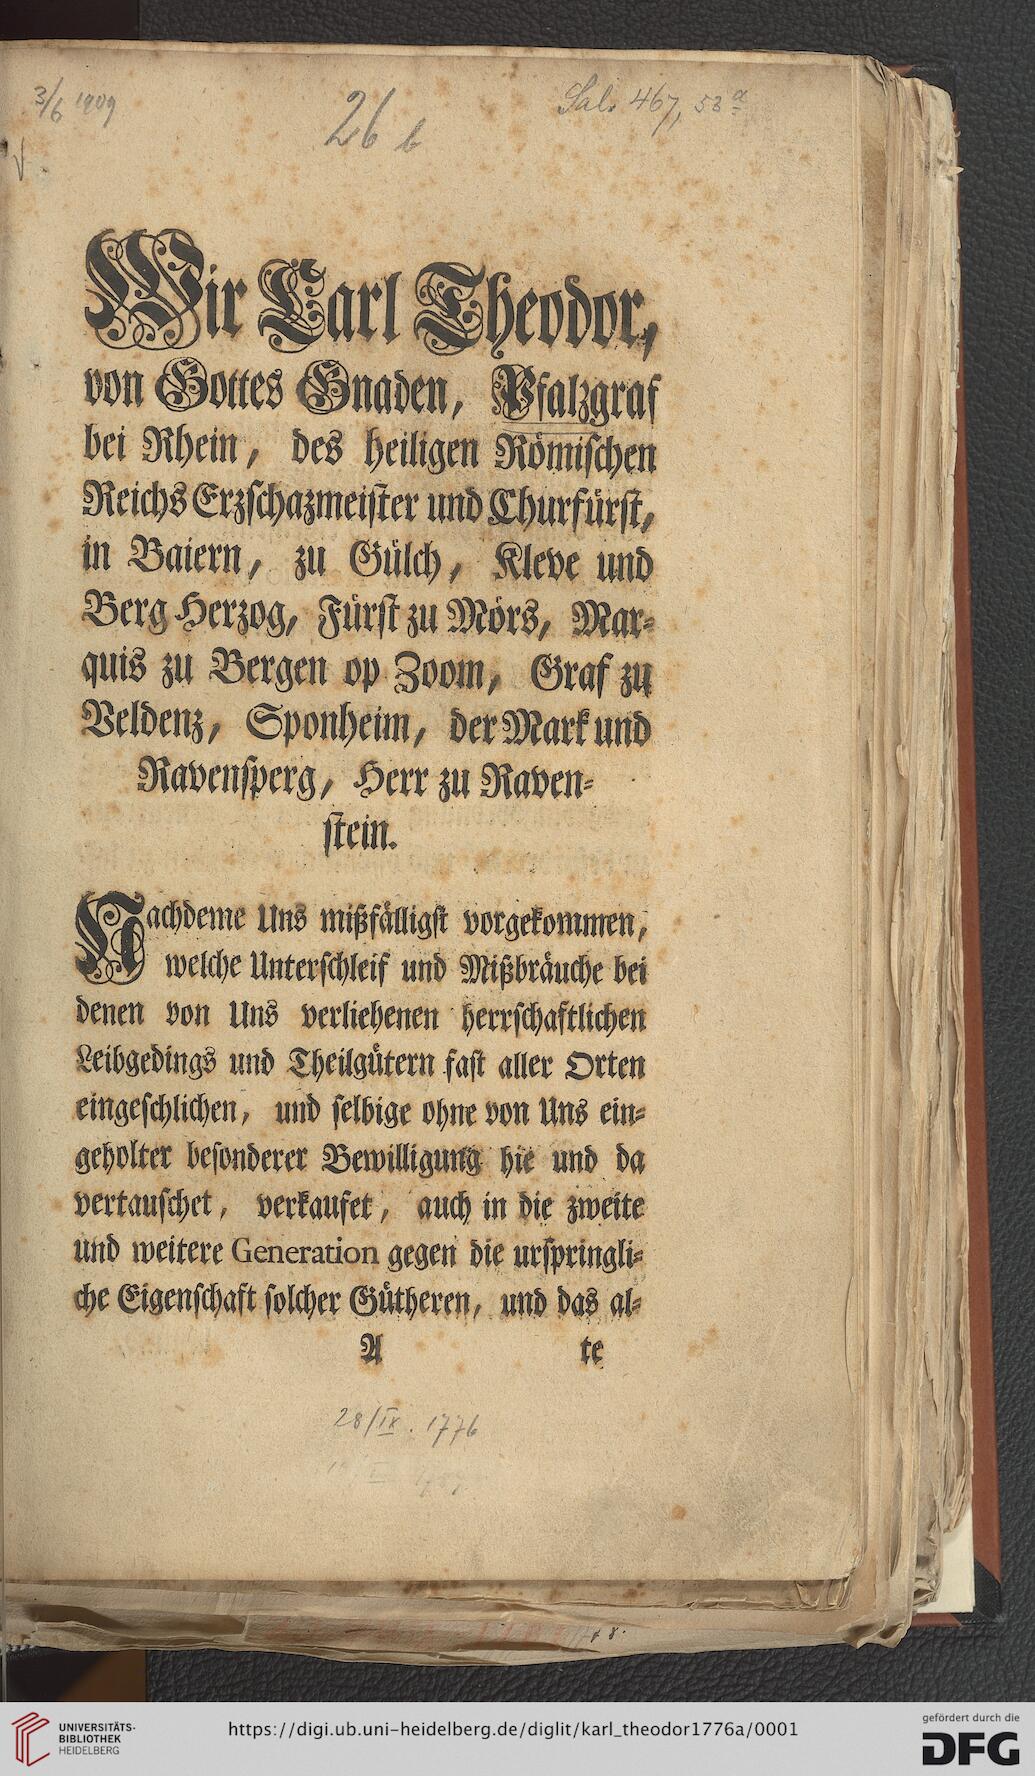 3/6 1909
26 b
Sal. 467, 53 a
Wir Carl Theodor,
von Gottes Gnaden, Pfalzgraf
bei Rhein, des heiligen Römischen
Reichs Erzschazmeister und Churfürst,
in Baiern, zu Gülch, Kleve und
Berg Herzog, Fürst zu Mörs, Mar-
quis zu Bergen op Zoom, Graf zu
Veldenz, Sponheim, der Mark und
Ravensperg, Herr zu Raven-
stein.
Nachdeme Uns mißfälligst vorgekommen,
welche Unterschleif und Mißbräuche bei
denen von Uns verliehenen herrschaftlichen
Leibgedings und Theilgütern fast aller Orten
eingeschlichen, und selbige ohne von Uns ein-
geholter besonderer Bewilligung hie und da
vertauschet, verkaufet, auch in die zweite
und weitere Generation gegen die urspringli-
che Eigenschaft solcher Gütheren, und das al-
A te
28/IX. 1776
UNIVERSITÄTS-
BIBLIOTHEK
HEIDELBERG
https://digi.ub.uni-heidelberg.de/diglit/karl_theodor1776a/0001
gefördert durch die
DFG